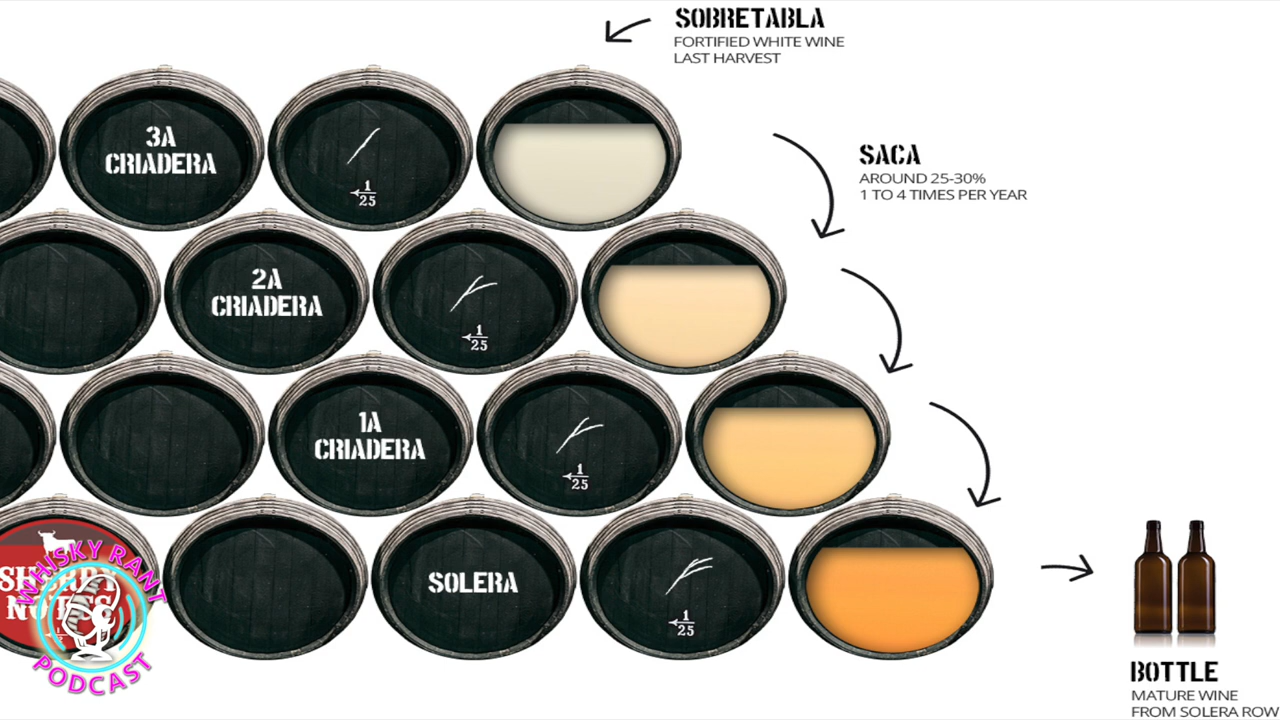 SOBRETABLA
FORTIFIED WHITE WINE
LAST HARVEST
3A
CRIADERA
1
25
SACA
AROUND 25-30%
1 TO 4 TIMES PER YEAR
2A
CRIADERA
1
25
1A
CRIADERA
1
25
SOLERA
1
25
SHERRY
NOTES
WHISKY RANT
PODCAST
BOTTLE
MATURE WINE
FROM SOLERA ROW